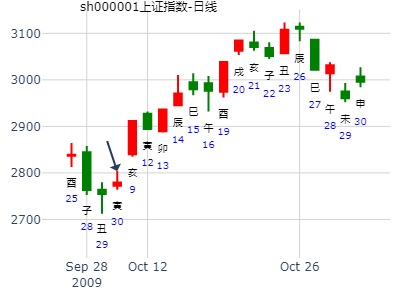 sh000001上证指数-日线
3100
3000
2900
2800
2700
酉
25
子
28
丑
29
寅
30
亥
9
寅
12
卯
13
辰
14
巳
15
午
16
酉
19
戌
20
亥
21
子
22
丑
23
辰
26
巳
27
午
28
未
29
申
30
Sep 28
2009
Oct 12
Oct 26